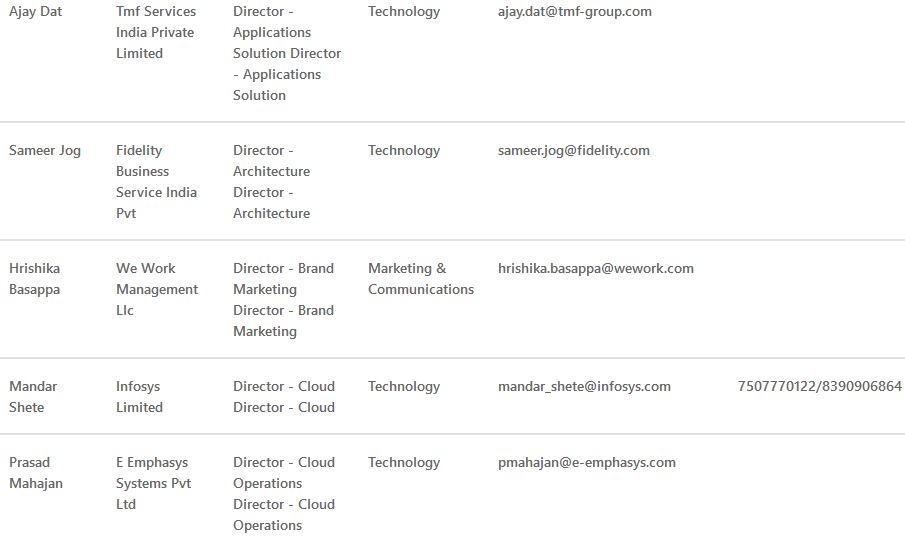 Ajay Dat Tmf Services Director - Technology ajay.dat@tmf-group.com
India Private Applications
Limited Solution Director
- Applications
Solution
Sameer Jog Fidelity Director - Technology sameer.jog@fidelity.com
Business Architecture
Service India Director -
Pvt Architecture
Hrishika We Work Director - Brand Marketing & hrishika.basappa@wework.com
Basappa Management Marketing Communications
Llc Director - Brand
Marketing
Mandar Infosys Director - Cloud Technology mandar_shete@infosys.com 7507770122/8390906864
Shete Limited Director - Cloud
Prasad E Emphasys Director - Cloud Technology pmahajan@e-emphasys.com
Mahajan Systems Pvt Operations
Ltd Director - Cloud
Operations